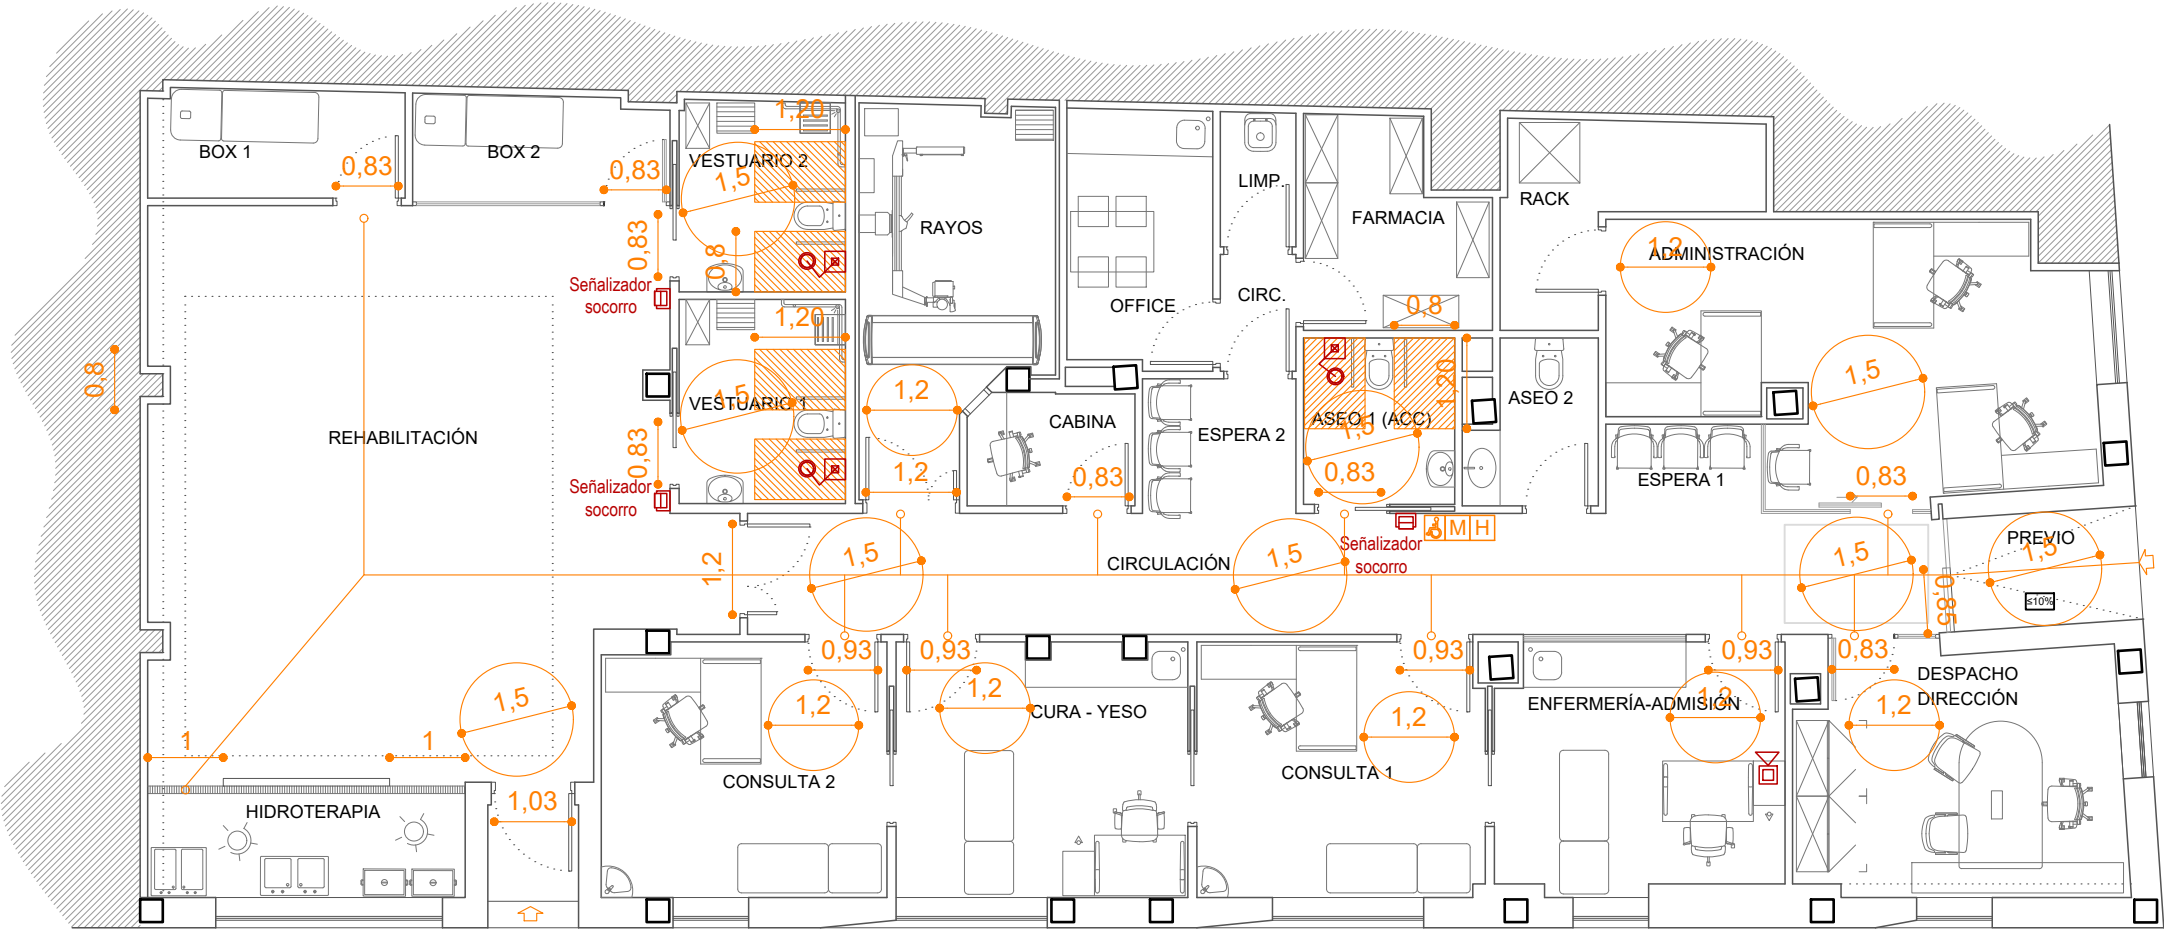 1,20
BOX 1
BOX 2
VESTUARIO 2
0,83
0,83
1,5
LIMP.
RACK
FARMACIA
RAYOS
0,83
0,8
1,2
ADMINISTRACIÓN
Señalizador
socorro
CIRC.
OFFICE
0,8
1,20
0,8
1,5
1,2
1,5
VESTUARIO 1
1,20
ASEO 2
CABINA
ASEO 1 (ACC)
1,5
REHABILITACIÓN
ESPERA 2
0,83
1,2
0,83
0,83
ESPERA 1
0,83
Señalizador
socorro
M H
PREVIO
1,5
Señalizador
socorro
1,5
1,5
1,5
CIRCULACIÓN
1,2
≤10%
0,85
0,93
0,93
0,93
0,93
0,83
DESPACHO
DIRECCIÓN
1,5
1,2
1,2
CURA - YESO
1,2
ENFERMERÍA-ADMISIÓN
1,2
1,2
1
1
CONSULTA 2
CONSULTA 1
1,03
HIDROTERAPIA